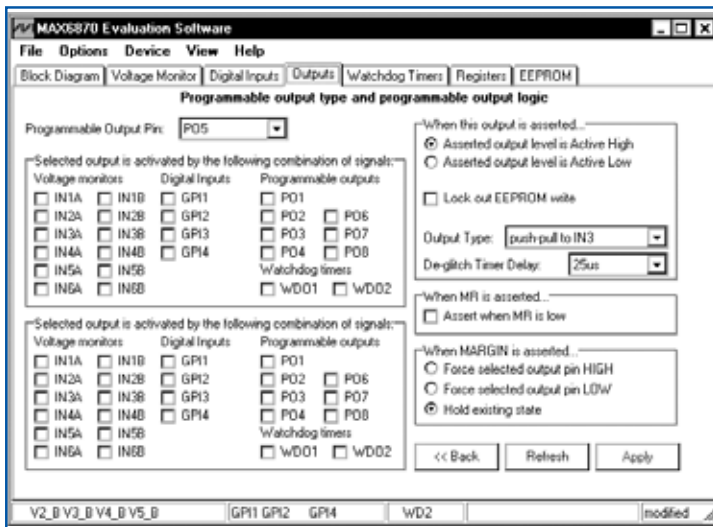 MAX6870 Evaluation Software
File Options Device View Help
Block Diagram Voltage Monitor Digital Inputs Outputs Watchdog Timers Registers EEPROM
Programmable output type and programmable output logic
Programmable Output Pin: PO5
Selected output is activated by the following combination of signals:
Voltage monitors Digital Inputs Programmable outputs
IN1A IN1B GPI1 PO1
IN2A IN2B GPI2 PO2 PO6
IN3A IN3B GPI3 PO3 PO7
IN4A IN4B GPI4 PO4 PO8
IN5A IN5B Watchdog timers
IN6A IN6B WDO1 WDO2
Selected output is activated by the following combination of signals:
Voltage monitors Digital Inputs Programmable outputs
IN1A IN1B GPI1 PO1
IN2A IN2B GPI2 PO2 PO6
IN3A IN3B GPI3 PO3 PO7
IN4A IN4B GPI4 PO4 PO8
IN5A IN5B Watchdog timers
IN6A IN6B WDO1 WDO2
When this output is asserted...
Asserted output level is Active High
Asserted output level is Active Low
Lock out EEPROM write
Output Type: push-pull to IN3
De-glitch Timer Delay: 25us
When MR is asserted...
Assert when MR is low
When MARGIN is asserted...
Force selected output pin HIGH
Force selected output pin LOW
Hold existing state
<< Back Refresh Apply
V2_B V3_B V4_B V5_B GPI1 GPI2 GPI4 WD2 modified